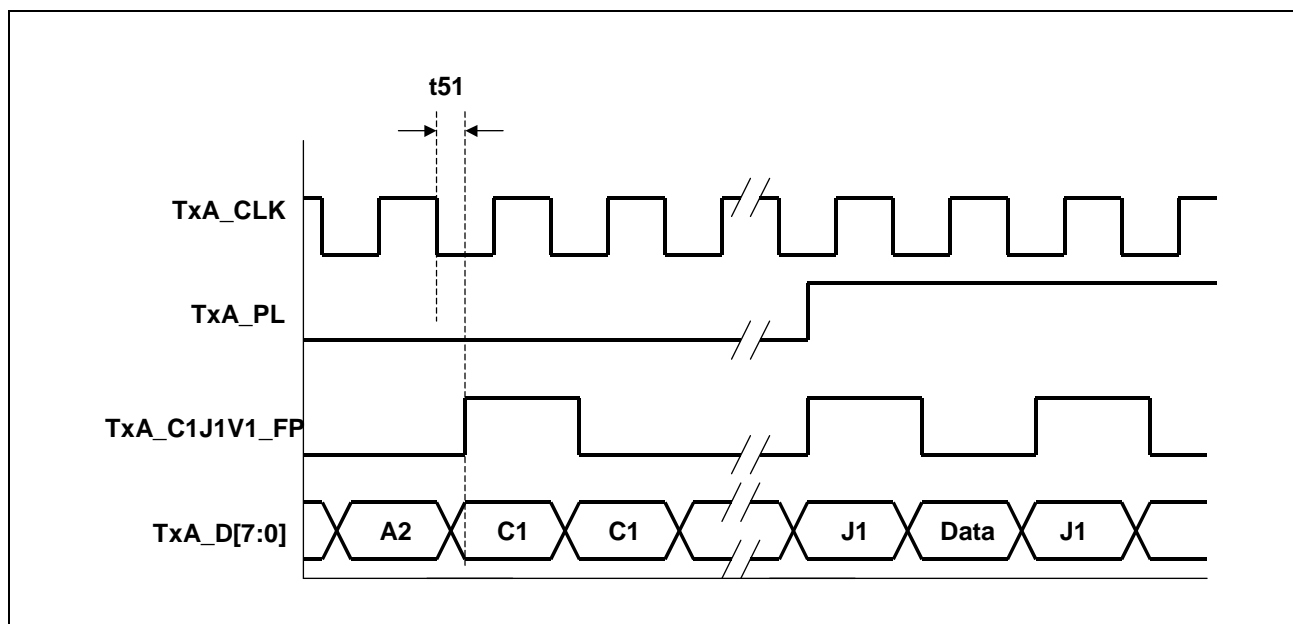 t51
TxA_CLK
TxA_PL
TxA_C1J1V1_FP
TxA_D[7:0] A2 C1 C1 J1 Data J1